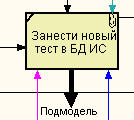 Занести новый
тест в БД ИС
Подмодель